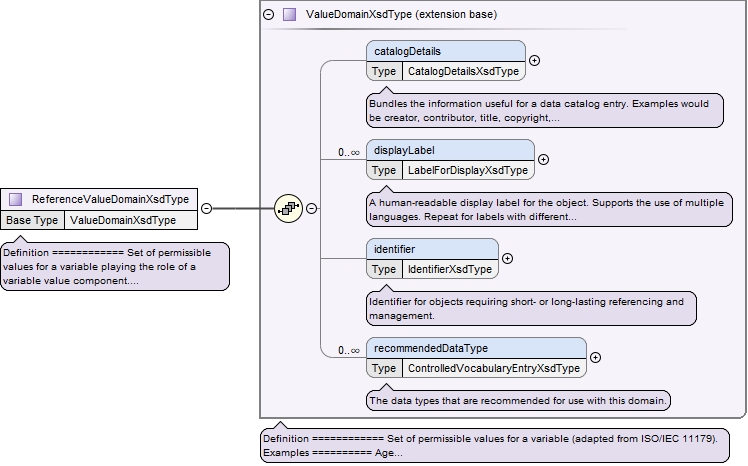 ValueDomainXsdType (extension base)
catalogDetails
Type CatalogDetailsXsdType
Bundles the information useful for a data catalog entry. Examples would
be creator, contributor, title, copyright,...
0..∞
displayLabel
Type LabelForDisplayXsdType
A human-readable display label for the object. Supports the use of multiple
languages. Repeat for labels with different...
ReferenceValueDomainXsdType
Base Type ValueDomainXsdType
Definition ============ Set of permissible
values for a variable playing the role of a
variable value component....
identifier
Type IdentifierXsdType
Identifier for objects requiring short- or long-lasting referencing and
management.
0..∞
recommendedDataType
Type ControlledVocabularyEntryXsdType
The data types that are recommended for use with this domain.
Definition ============ Set of permissible values for a variable (adapted from ISO/IEC 11179).
Examples ========== Age...